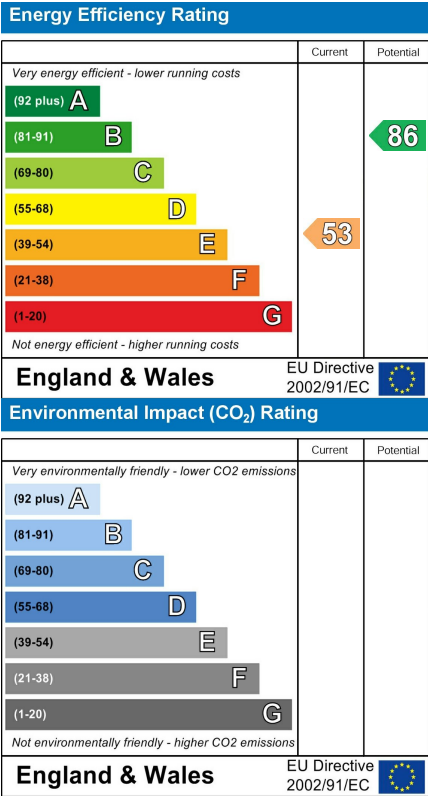 Energy Efficiency Rating
Current Potential
Very energy efficient - lower running costs
(92 plus) A
(81-91) B
86
(69-80) C
(55-68) D
(39-54) E
53
(21-38) F
(1-20) G
Not energy efficient - higher running costs
England & Wales
EU Directive
2002/91/EC
Environmental Impact (CO₂) Rating
Current Potential
Very environmentally friendly - lower CO2 emissions
(92 plus) A
(81-91) B
(69-80) C
(55-68) D
(39-54) E
(21-38) F
(1-20) G
Not environmentally friendly - higher CO2 emissions
England & Wales
EU Directive
2002/91/EC